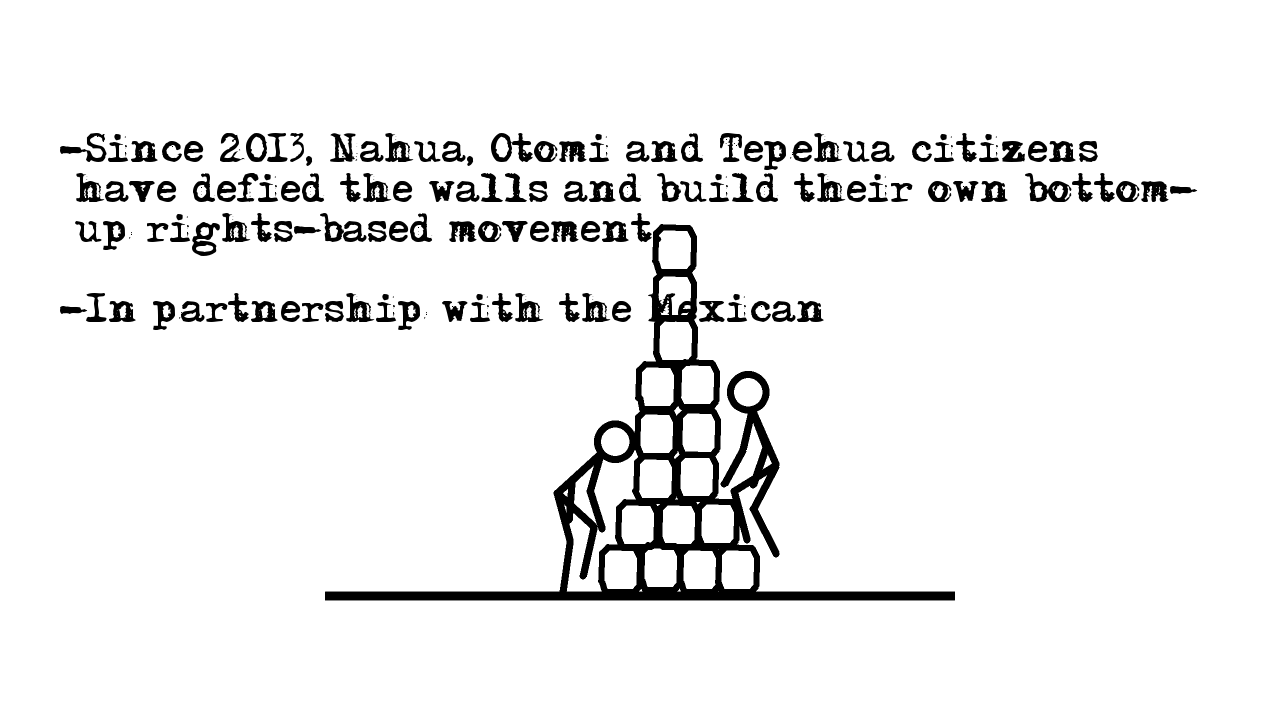 -Since 2013, Nahua, Otomi and Tepehua citizens
have defied the walls and build their own bottom-
up rights-based movement.
-In partnership with the Mexican